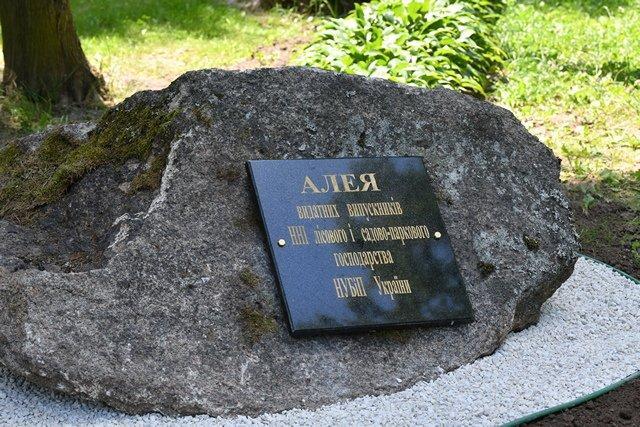 АЛЕЯ
видатних випускників
ННІ лісового і садово-паркового
господарства
НУБіП України